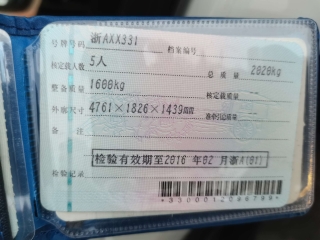 号牌号码 浙AXX331 档案编号
核定载人数 5人 总质量 2020kg
整备质量 1600kg 核定载质量 --
外廓尺寸 4761×1826×1439mm 准牵引总质量 --
备注
检验有效期至2016年02月浙A(01)
检验记录